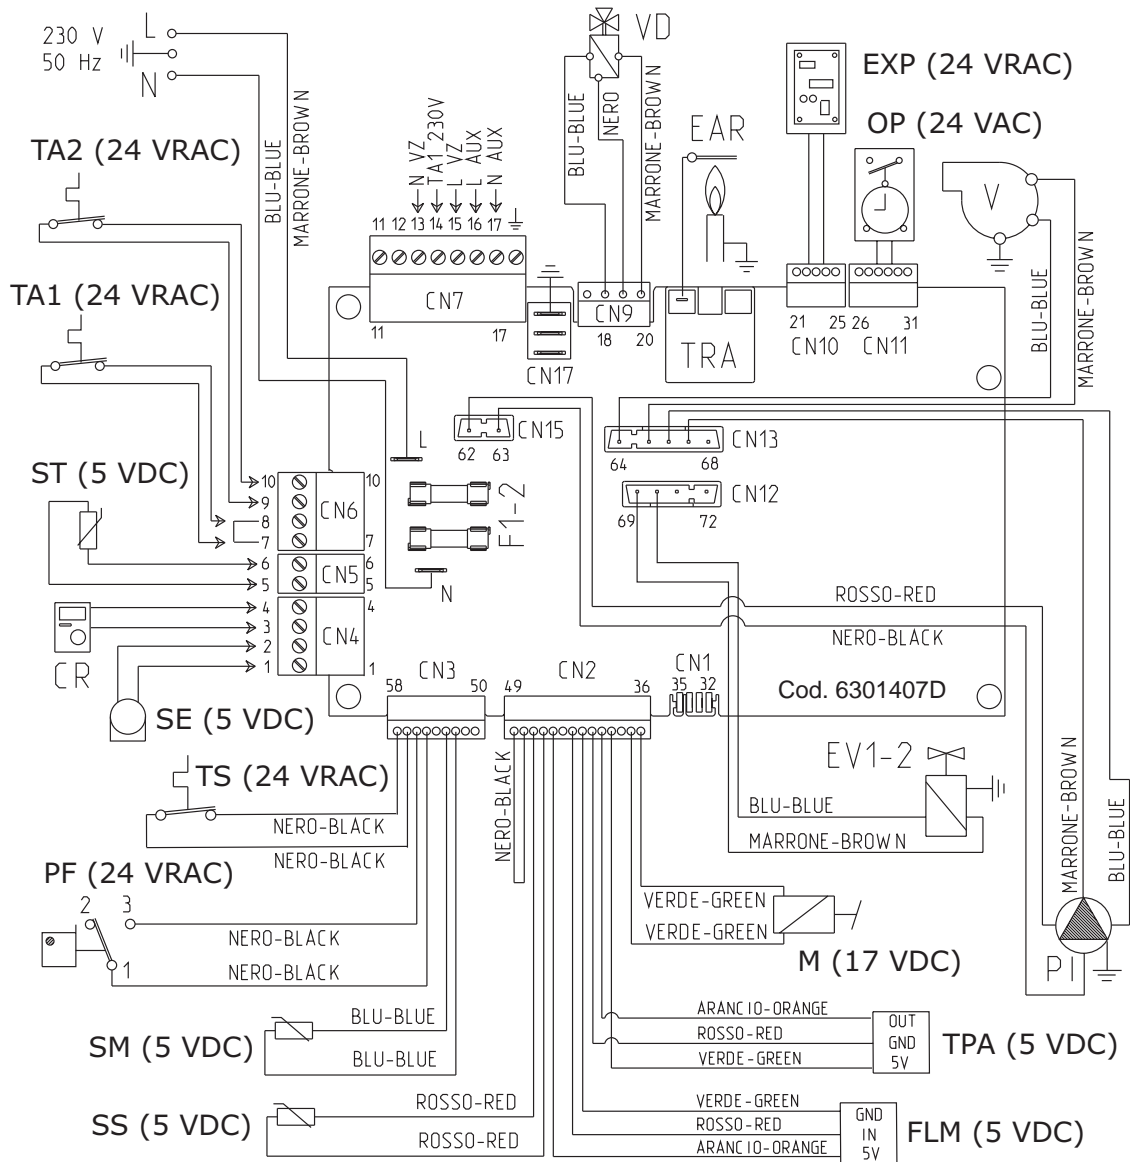 230 V
50 Hz
L
N
BLU-BLUE
MARRONE-BROWN
N VZ
TA1 230V
L VZ
L AUX
N AUX
11 12 13 14 15 16 17
CN7
11 17
VD
BLU-BLUE
NERO
MARRONE-BROWN
EAR
EXP (24 VRAC)
OP (24 VAC)
V
BLU-BLUE
MARRONE-BROWN
TA2 (24 VRAC)
TA1 (24 VRAC)
CN17
CN9
18 20
TRA
21 25
CN10
26 31
CN11
CN15
62 63
CN13
64 68
CN12
69 72
L
F1-2
N
ST (5 VDC)
10 10
9
8
7 7
CN6
6 6
5 5
CN5
4 4
3
2
1 1
CN4
CR
SE (5 VDC)
ROSSO-RED
NERO-BLACK
58 CN3 50
49 CN2 36
CN1
35 32
Cod. 6301407D
TS (24 VRAC)
NERO-BLACK
NERO-BLACK
NERO-BLACK
EV1-2
BLU-BLUE
MARRONE-BROWN
MARRONE-BROWN
BLU-BLUE
PF (24 VRAC)
2 3
1
NERO-BLACK
NERO-BLACK
VERDE-GREEN
VERDE-GREEN
M (17 VDC)
PI
SM (5 VDC)
BLU-BLUE
BLU-BLUE
ARANCIO-ORANGE
ROSSO-RED
VERDE-GREEN
OUT
GND
5V
TPA (5 VDC)
SS (5 VDC)
ROSSO-RED
ROSSO-RED
VERDE-GREEN
ROSSO-RED
ARANCIO-ORANGE
GND
IN
5V
FLM (5 VDC)